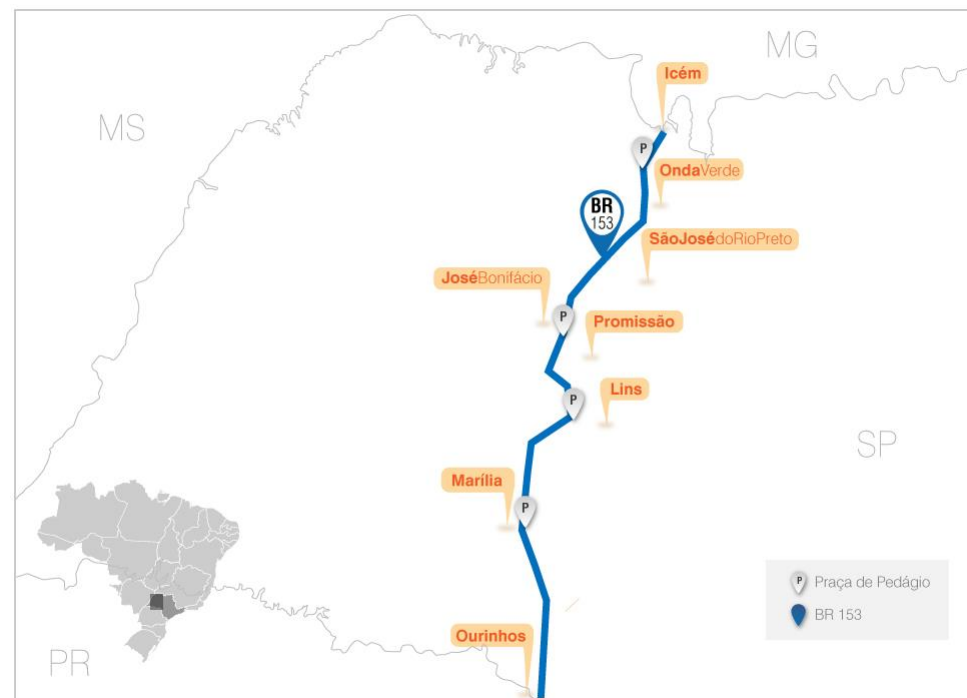 MG
Icém
MS
P
OndaVerde
BR
153
SãoJosédoRioPreto
JoséBonifácio
P
Promissão
Lins
P
SP
Marília
P
P Praça de Pedágio
BR 153
Ourinhos
PR